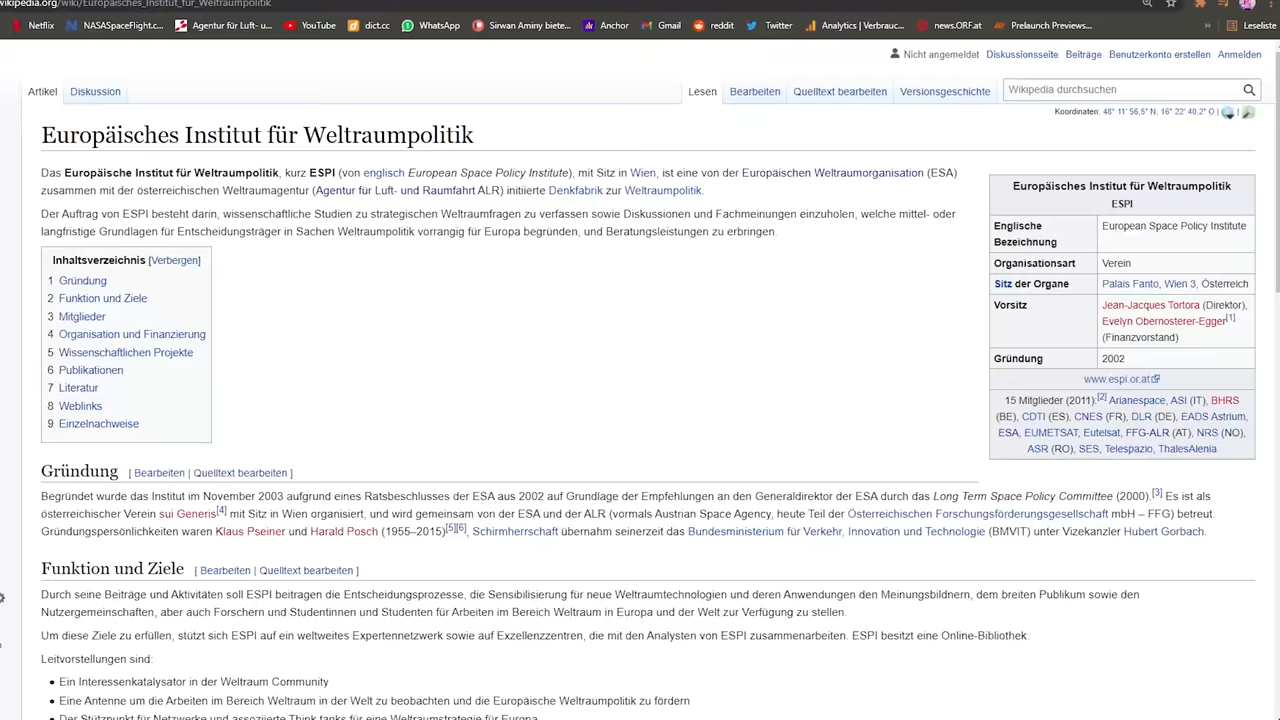 wikipedia.org/wiki/Europäisches_Institut_für_Weltraumpolitik
Netflix NASASpaceFlight.c... Agentur für Luft- u... YouTube dict.cc WhatsApp Sirwan Aminy biete... Anchor Gmail reddit Twitter Analytics | Verbrauc... news.ORF.at Prelaunch Previews... » Leseliste
Nicht angemeldet Diskussionsseite Beiträge Benutzerkonto erstellen Anmelden
Artikel Diskussion Lesen Bearbeiten Quelltext bearbeiten Versionsgeschichte Wikipedia durchsuchen
Koordinaten: 48° 11′ 56,5″ N, 16° 22′ 40,2″ O | |
Europäisches Institut für Weltraumpolitik
Das Europäische Institut für Weltraumpolitik, kurz ESPI (von englisch European Space Policy Institute), mit Sitz in Wien, ist eine von der Europäischen Weltraumorganisation (ESA)
zusammen mit der österreichischen Weltraumagentur (Agentur für Luft- und Raumfahrt ALR) initiierte Denkfabrik zur Weltraumpolitik.
Der Auftrag von ESPI besteht darin, wissenschaftliche Studien zu strategischen Weltraumfragen zu verfassen sowie Diskussionen und Fachmeinungen einzuholen, welche mittel- oder
langfristige Grundlagen für Entscheidungsträger in Sachen Weltraumpolitik vorrangig für Europa begründen, und Beratungsleistungen zu erbringen.
Inhaltsverzeichnis [Verbergen]
1 Gründung
2 Funktion und Ziele
3 Mitglieder
4 Organisation und Finanzierung
5 Wissenschaftlichen Projekte
6 Publikationen
7 Literatur
8 Weblinks
9 Einzelnachweise
Europäisches Institut für Weltraumpolitik
ESPI
Englische Bezeichnung European Space Policy Institute
Organisationsart Verein
Sitz der Organe Palais Fanto, Wien 3, Österreich
Vorsitz Jean-Jacques Tortora (Direktor),
Evelyn Obernosterer-Egger[1]
(Finanzvorstand)
Gründung 2002
www.espi.or.at
15 Mitglieder (2011):[2] Arianespace, ASI (IT), BHRS
(BE), CDTI (ES), CNES (FR), DLR (DE), EADS Astrium,
ESA, EUMETSAT, Eutelsat, FFG-ALR (AT), NRS (NO),
ASR (RO), SES, Telespazio, ThalesAlenia
Gründung [ Bearbeiten | Quelltext bearbeiten ]
Begründet wurde das Institut im November 2003 aufgrund eines Ratsbeschlusses der ESA aus 2002 auf Grundlage der Empfehlungen an den Generaldirektor der ESA durch das Long Term Space Policy Committee (2000).[3] Es ist als
österreichischer Verein sui Generis[4] mit Sitz in Wien organisiert, und wird gemeinsam von der ESA und der ALR (vormals Austrian Space Agency, heute Teil der Österreichischen Forschungsförderungsgesellschaft mbH – FFG) betreut.
Gründungspersönlichkeiten waren Klaus Pseiner und Harald Posch (1955–2015)[5][6], Schirmherrschaft übernahm seinerzeit das Bundesministerium für Verkehr, Innovation und Technologie (BMVIT) unter Vizekanzler Hubert Gorbach.
Funktion und Ziele [ Bearbeiten | Quelltext bearbeiten ]
Durch seine Beiträge und Aktivitäten soll ESPI beitragen die Entscheidungsprozesse, die Sensibilisierung für neue Weltraumtechnologien und deren Anwendungen den Meinungsbildnern, dem breiten Publikum sowie den
Nutzergemeinschaften, aber auch Forschern und Studentinnen und Studenten für Arbeiten im Bereich Weltraum in Europa und der Welt zur Verfügung zu stellen.
Um diese Ziele zu erfüllen, stützt sich ESPI auf ein weltweites Expertennetzwerk sowie auf Exzellenzzentren, die mit den Analysten von ESPI zusammenarbeiten. ESPI besitzt eine Online-Bibliothek.
Leitvorstellungen sind:
• Ein Interessenkatalysator in der Weltraum Community
• Eine Antenne um die Arbeiten im Bereich Weltraum in der Welt zu beobachten und die Europäische Weltraumpolitik zu fördern
• Der Stützpunkt für Netzwerke und assoziierte Think tanks für eine Weltraumstrategie für Europa